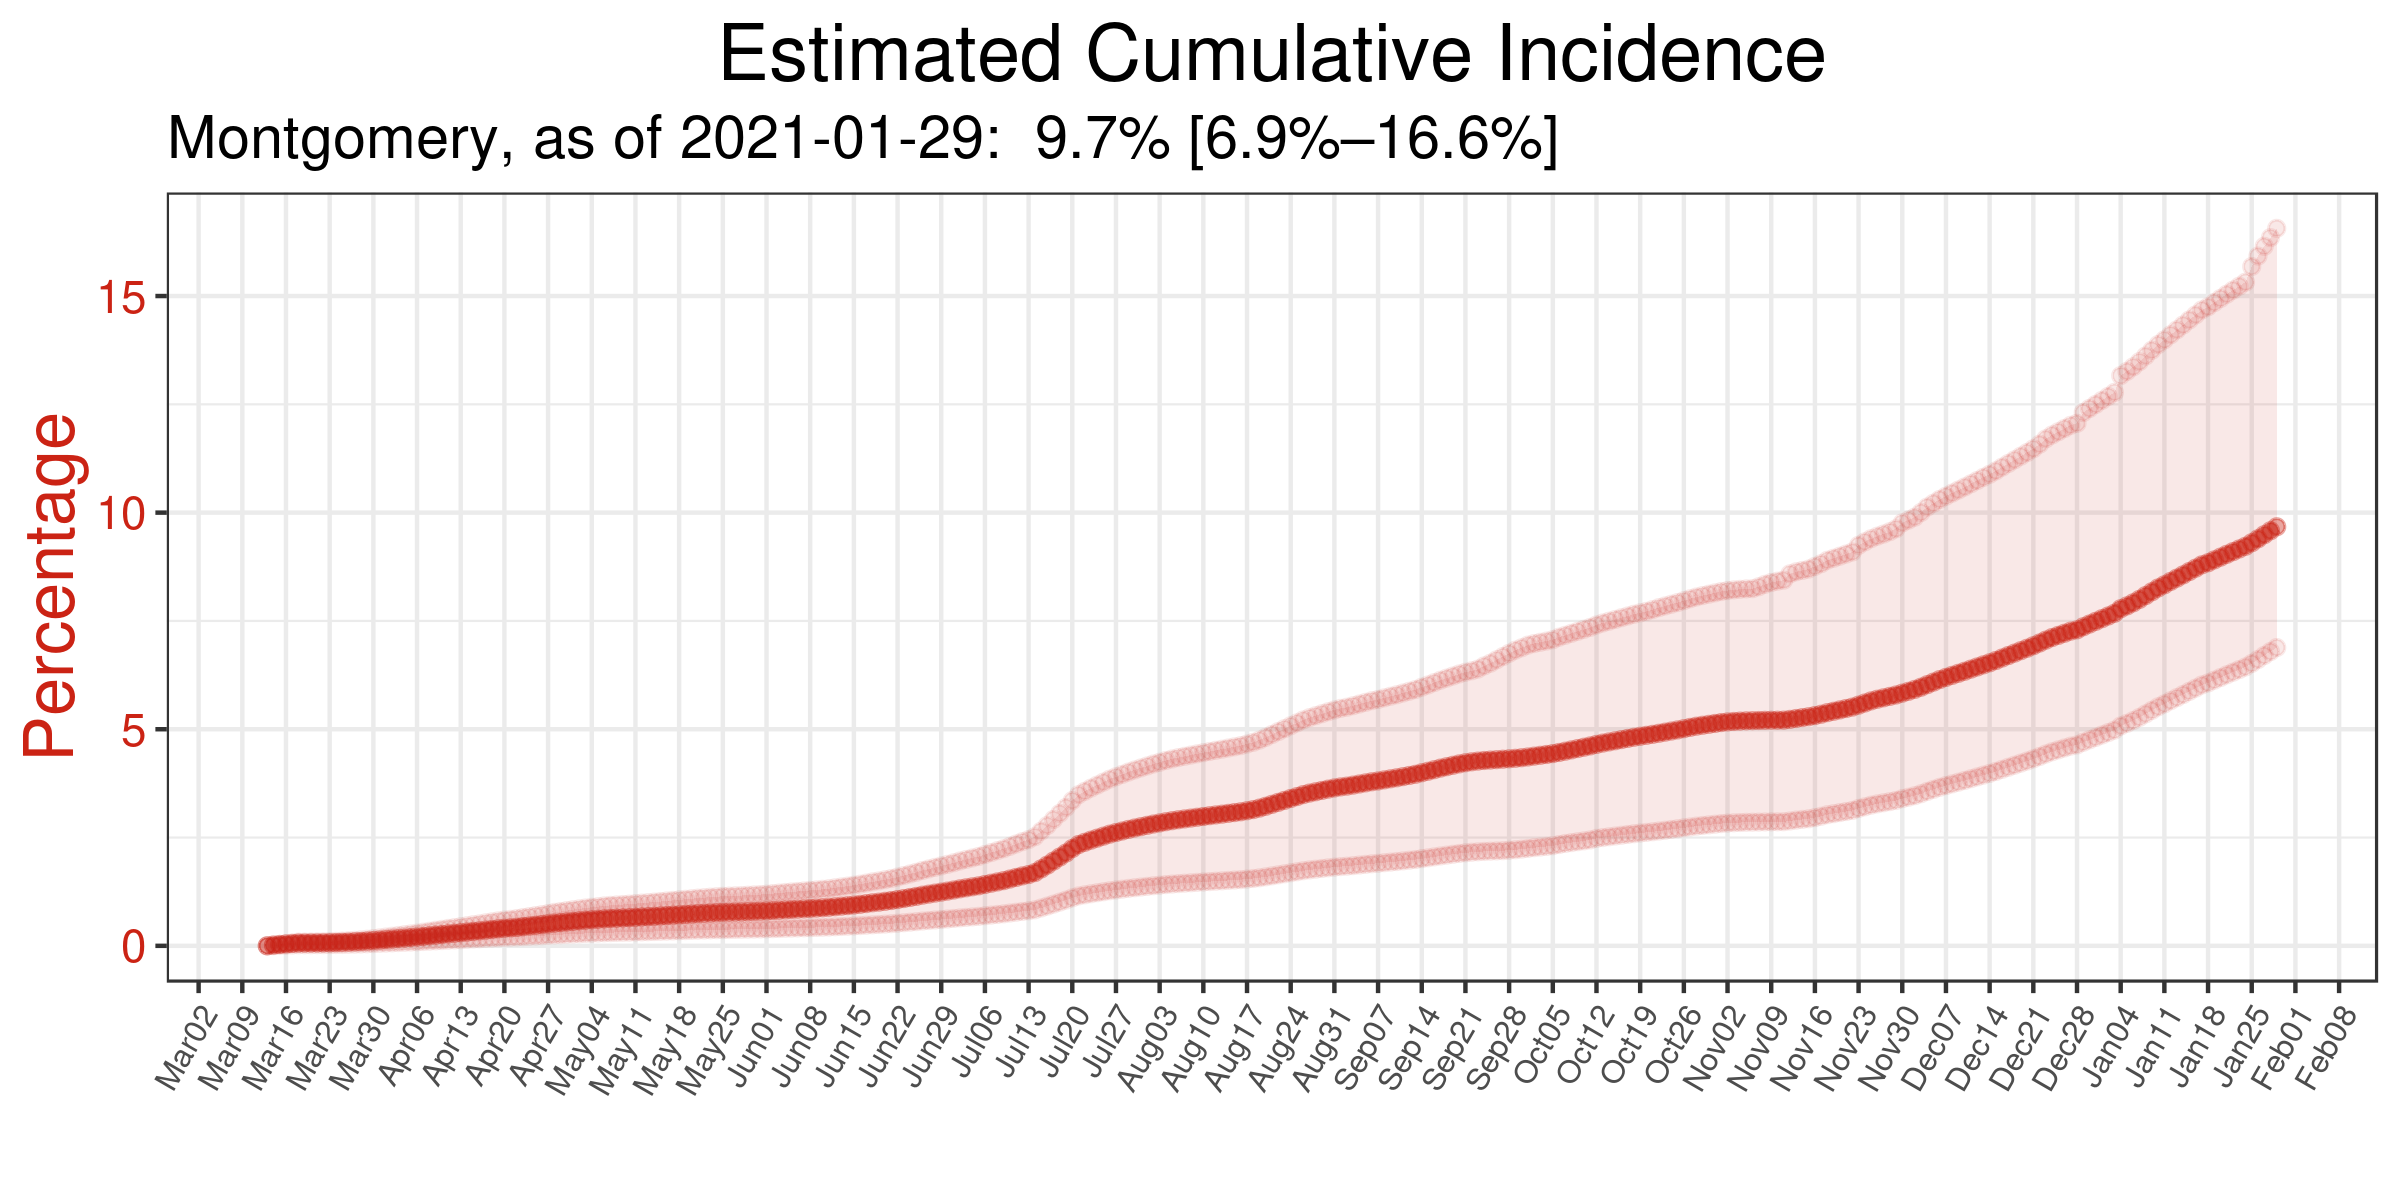 Estimated Cumulative Incidence
Montgomery, as of 2021-01-29:  9.7% [6.9%–16.6%]
Percentage
15
10
5
0
Mar02
Mar09
Mar16
Mar23
Mar30
Apr06
Apr13
Apr20
Apr27
May04
May11
May18
May25
Jun01
Jun08
Jun15
Jun22
Jun29
Jul06
Jul13
Jul20
Jul27
Aug03
Aug10
Aug17
Aug24
Aug31
Sep07
Sep14
Sep21
Sep28
Oct05
Oct12
Oct19
Oct26
Nov02
Nov09
Nov16
Nov23
Nov30
Dec07
Dec14
Dec21
Dec28
Jan04
Jan11
Jan18
Jan25
Feb01
Feb08